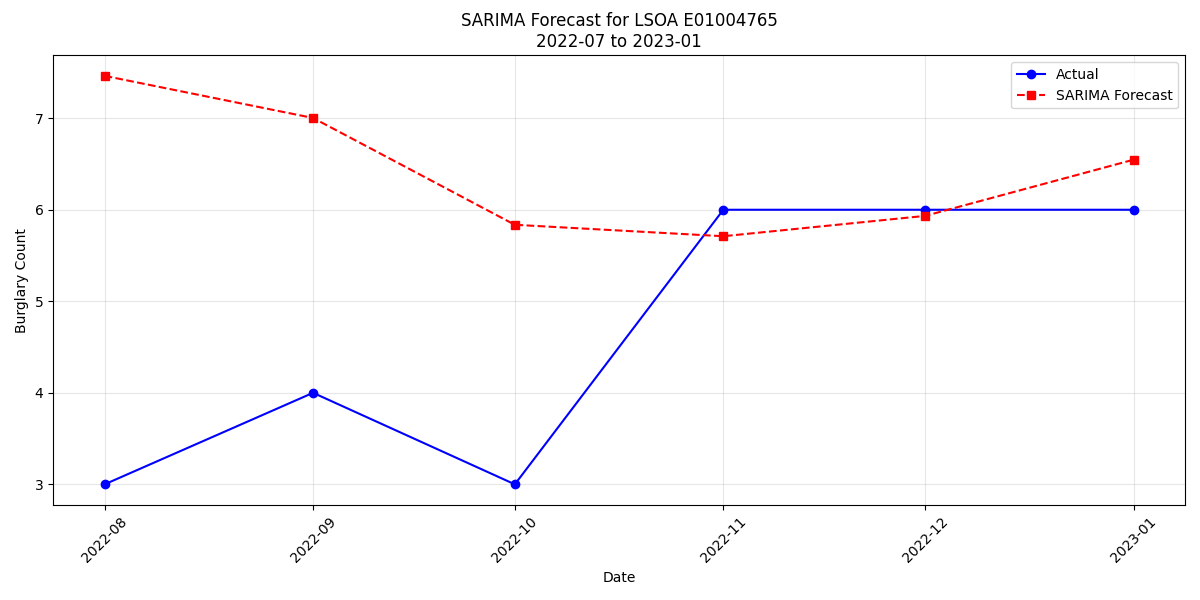 SARIMA Forecast for LSOA E01004765
2022-07 to 2023-01
Actual
SARIMA Forecast
Burglary Count
7
6
5
4
3
2022-08
2022-09
2022-10
2022-11
2022-12
2023-01
Date